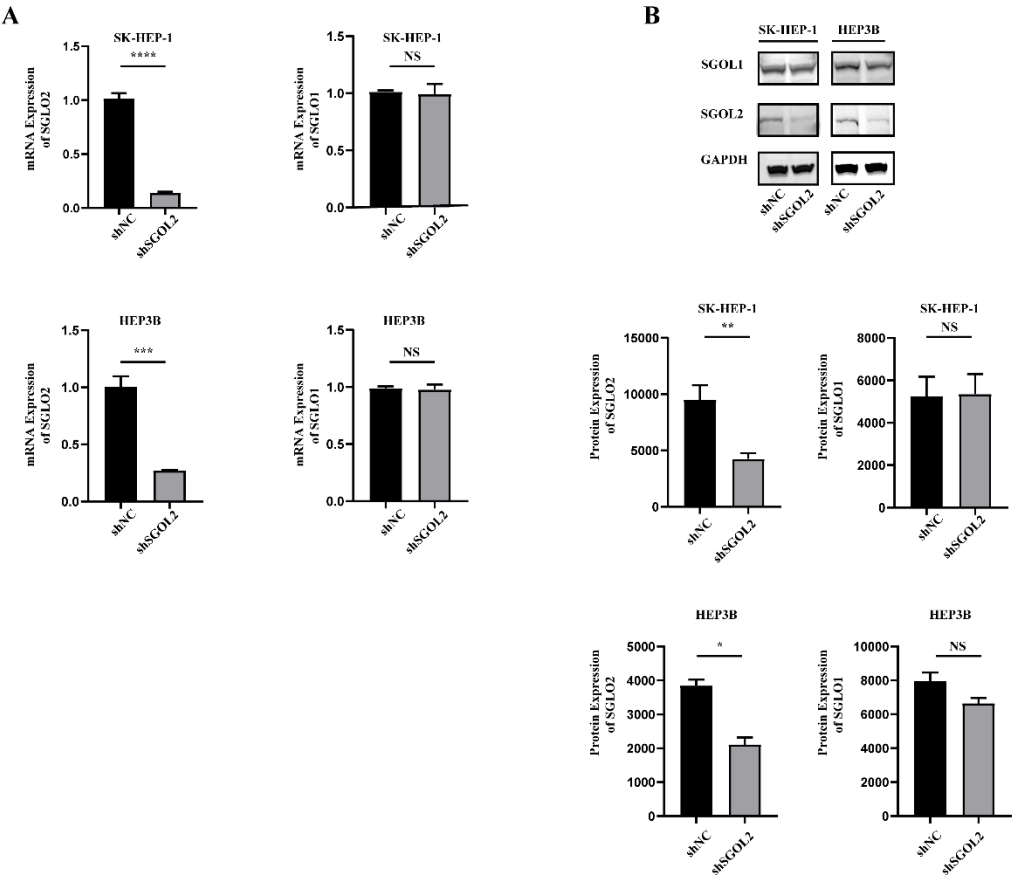 A
SK-HEP-1
****
mRNA Expression
of SGLO2
1.5
1.0
0.5
0.0
shNC
shSGOL2
SK-HEP-1
NS
mRNA Expression
of SGLO1
1.5
1.0
0.5
0.0
shNC
shSGOL2
HEP3B
***
mRNA Expression
of SGLO2
1.5
1.0
0.5
0.0
shNC
shSGOL2
HEP3B
NS
mRNA Expression
of SGLO1
1.5
1.0
0.5
0.0
shNC
shSGOL2
B
SK-HEP-1 HEP3B
SGOL1
SGOL2
GAPDH
shNC
shSGOL2
shNC
shSGOL2
SK-HEP-1
**
Protein Expression
of SGLO2
15000
10000
5000
0
shNC
shSGOL2
SK-HEP-1
NS
Protein Expression
of SGLO1
8000
6000
4000
2000
0
shNC
shSGOL2
HEP3B
*
Protein Expression
of SGLO2
5000
4000
3000
2000
1000
0
shNC
shSGOL2
HEP3B
NS
Protein Expression
of SGLO1
10000
8000
6000
4000
2000
0
shNC
shSGOL2